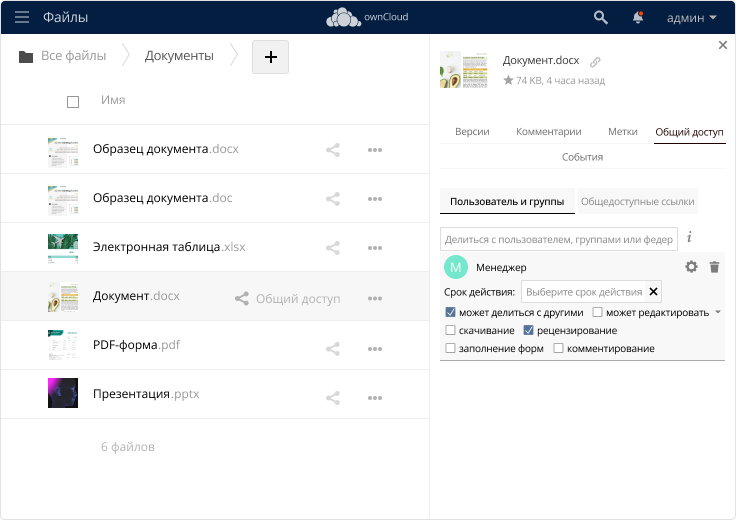 Файлы
ownCloud
админ
Все файлы
Документы
+
Имя
Образец документа.docx
Образец документа.doc
Электронная таблица.xlsx
Документ.docx
Общий доступ
PDF-форма.pdf
Презентация.pptx
6 файлов
Документ.docx
74 KB, 4 часа назад
Версии
Комментарии
Метки
Общий доступ
События
Пользователь и группы
Общедоступные ссылки
Делиться с пользователем, группами или федер
i
М
Менеджер
Срок действия:
Выберите срок действия
может делиться с другими
может редактировать
скачивание
рецензирование
заполнение форм
комментирование